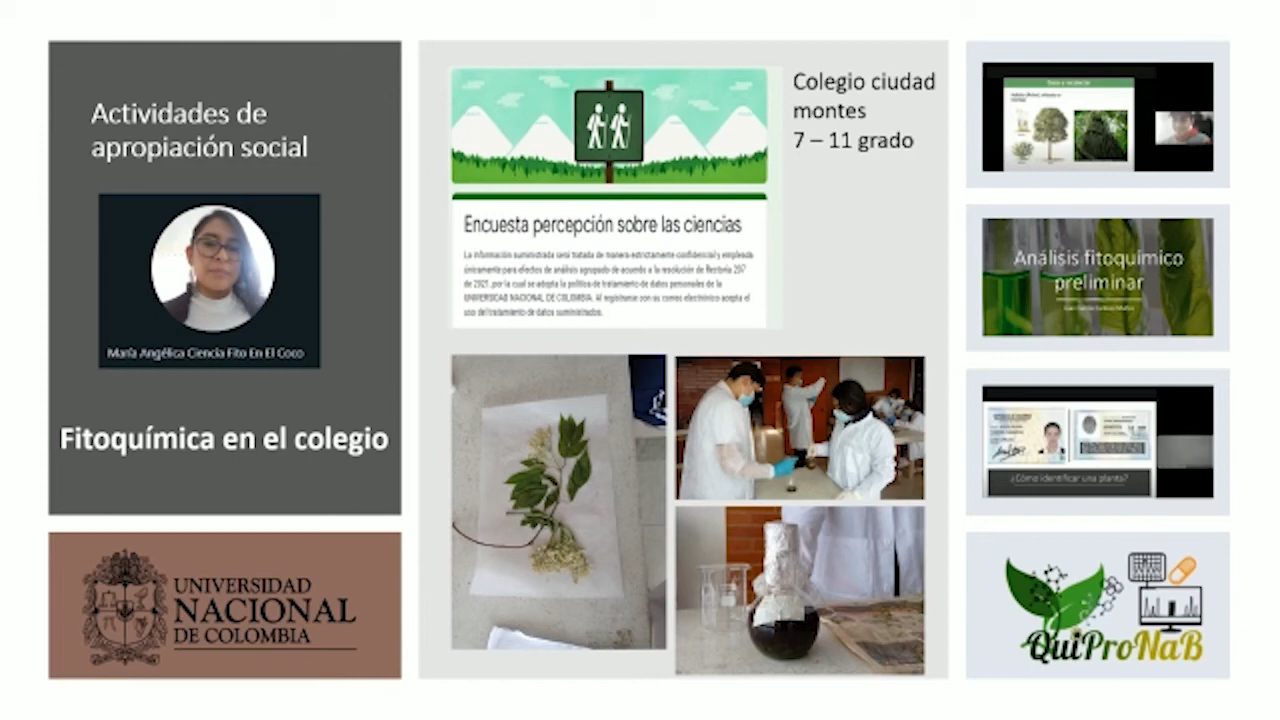 Actividades de
apropiación social
María Angélica Ciencia Fito En El Coco
Fitoquímica en el colegio
UNIVERSIDAD
NACIONAL
DE COLOMBIA
Encuesta percepción sobre las ciencias
La información suministrada será tratada de manera estrictamente confidencial y empleada
únicamente para efectos de análisis agrupado de acuerdo a la resolución de Rectoría 207
de 2021, por la cual se adopta la política de tratamiento de datos personales de la
UNIVERSIDAD NACIONAL DE COLOMBIA. Al registrarse con su correo electrónico acepta el
uso del tratamiento de datos suministrados.
Colegio ciudad
montes
7 – 11 grado
Análisis fitoquímico
preliminar
¿Cómo identificar una planta?
QuiProNaB